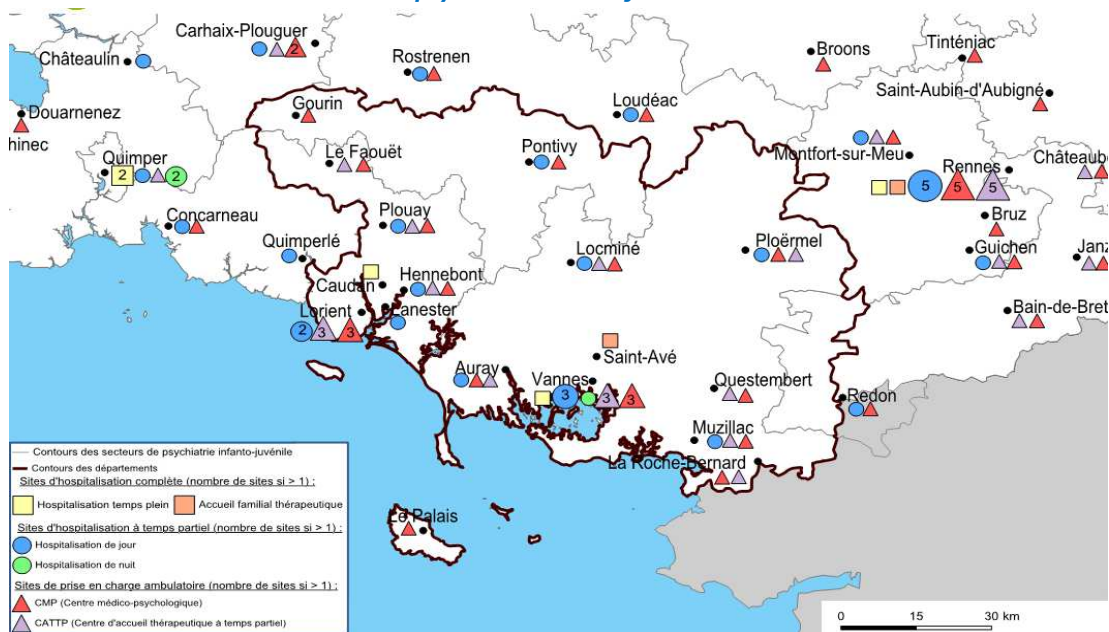 Carhaix-Plouguer
2
Châteaulin
Rostrenen
Broons
Tinténiac
Saint-Aubin-d'Aubigné
Douarnenez
hinec
Gourin
Loudéac
Le Faouët
Pontivy
Montfort-sur-Meu
Rennes
5
5
5
Châteaubo
Quimper
2
2
Concarneau
Plouay
Bruz
Quimperlé
Locminé
Ploërmel
Guichen
Janz
Caudan
Hennebont
Lorient
Lanester
2
3
3
Bain-de-Bret
Saint-Avé
Auray
Vannes
3
3
3
Questembert
Redon
Muzillac
La Roche-Bernard
Le Palais
Contours des secteurs de psychiatrie infanto-juvénile
Contours des départements
Sites d'hospitalisation complète (nombre de sites si > 1) :
Hospitalisation temps plein
Accueil familial thérapeutique
Sites d'hospitalisation à temps partiel (nombre de sites si > 1) :
Hospitalisation de jour
Hospitalisation de nuit
Sites de prise en charge ambulatoire (nombre de sites si > 1) :
CMP (Centre médico-psychologique)
CATTP (Centre d'accueil thérapeutique à temps partiel)
0 15 30 km